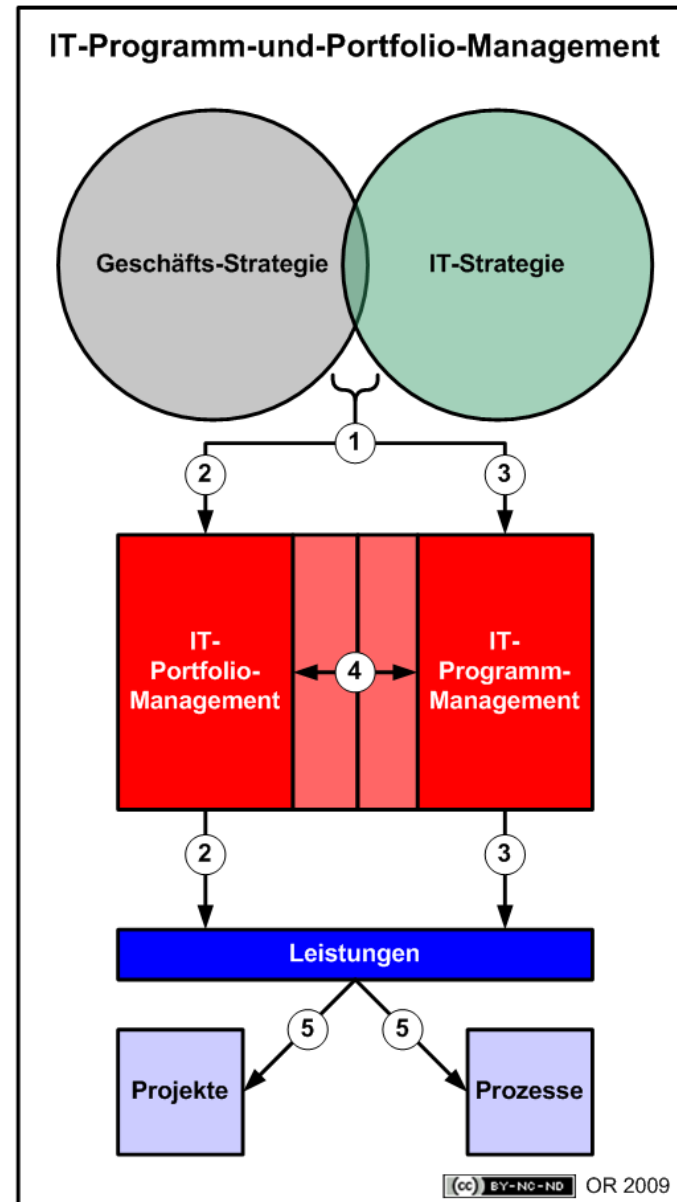 IT-Programm-und-Portfolio-Management
Geschäfts-Strategie
IT-Strategie
1
2
3
IT-
Portfolio-
Management
4
IT-
Programm-
Management
2
3
Leistungen
5
5
Projekte
Prozesse
(cc) BY-NC-ND OR 2009